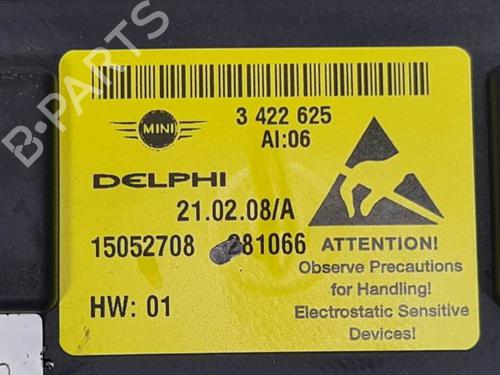 B-PARTS
MINI
3 422 625
AI:06
DELPHI
21.02.08/A
15052708 281066
HW: 01
ATTENTION!
Observe Precautions
for Handling!
Electrostatic Sensitive
Devices!